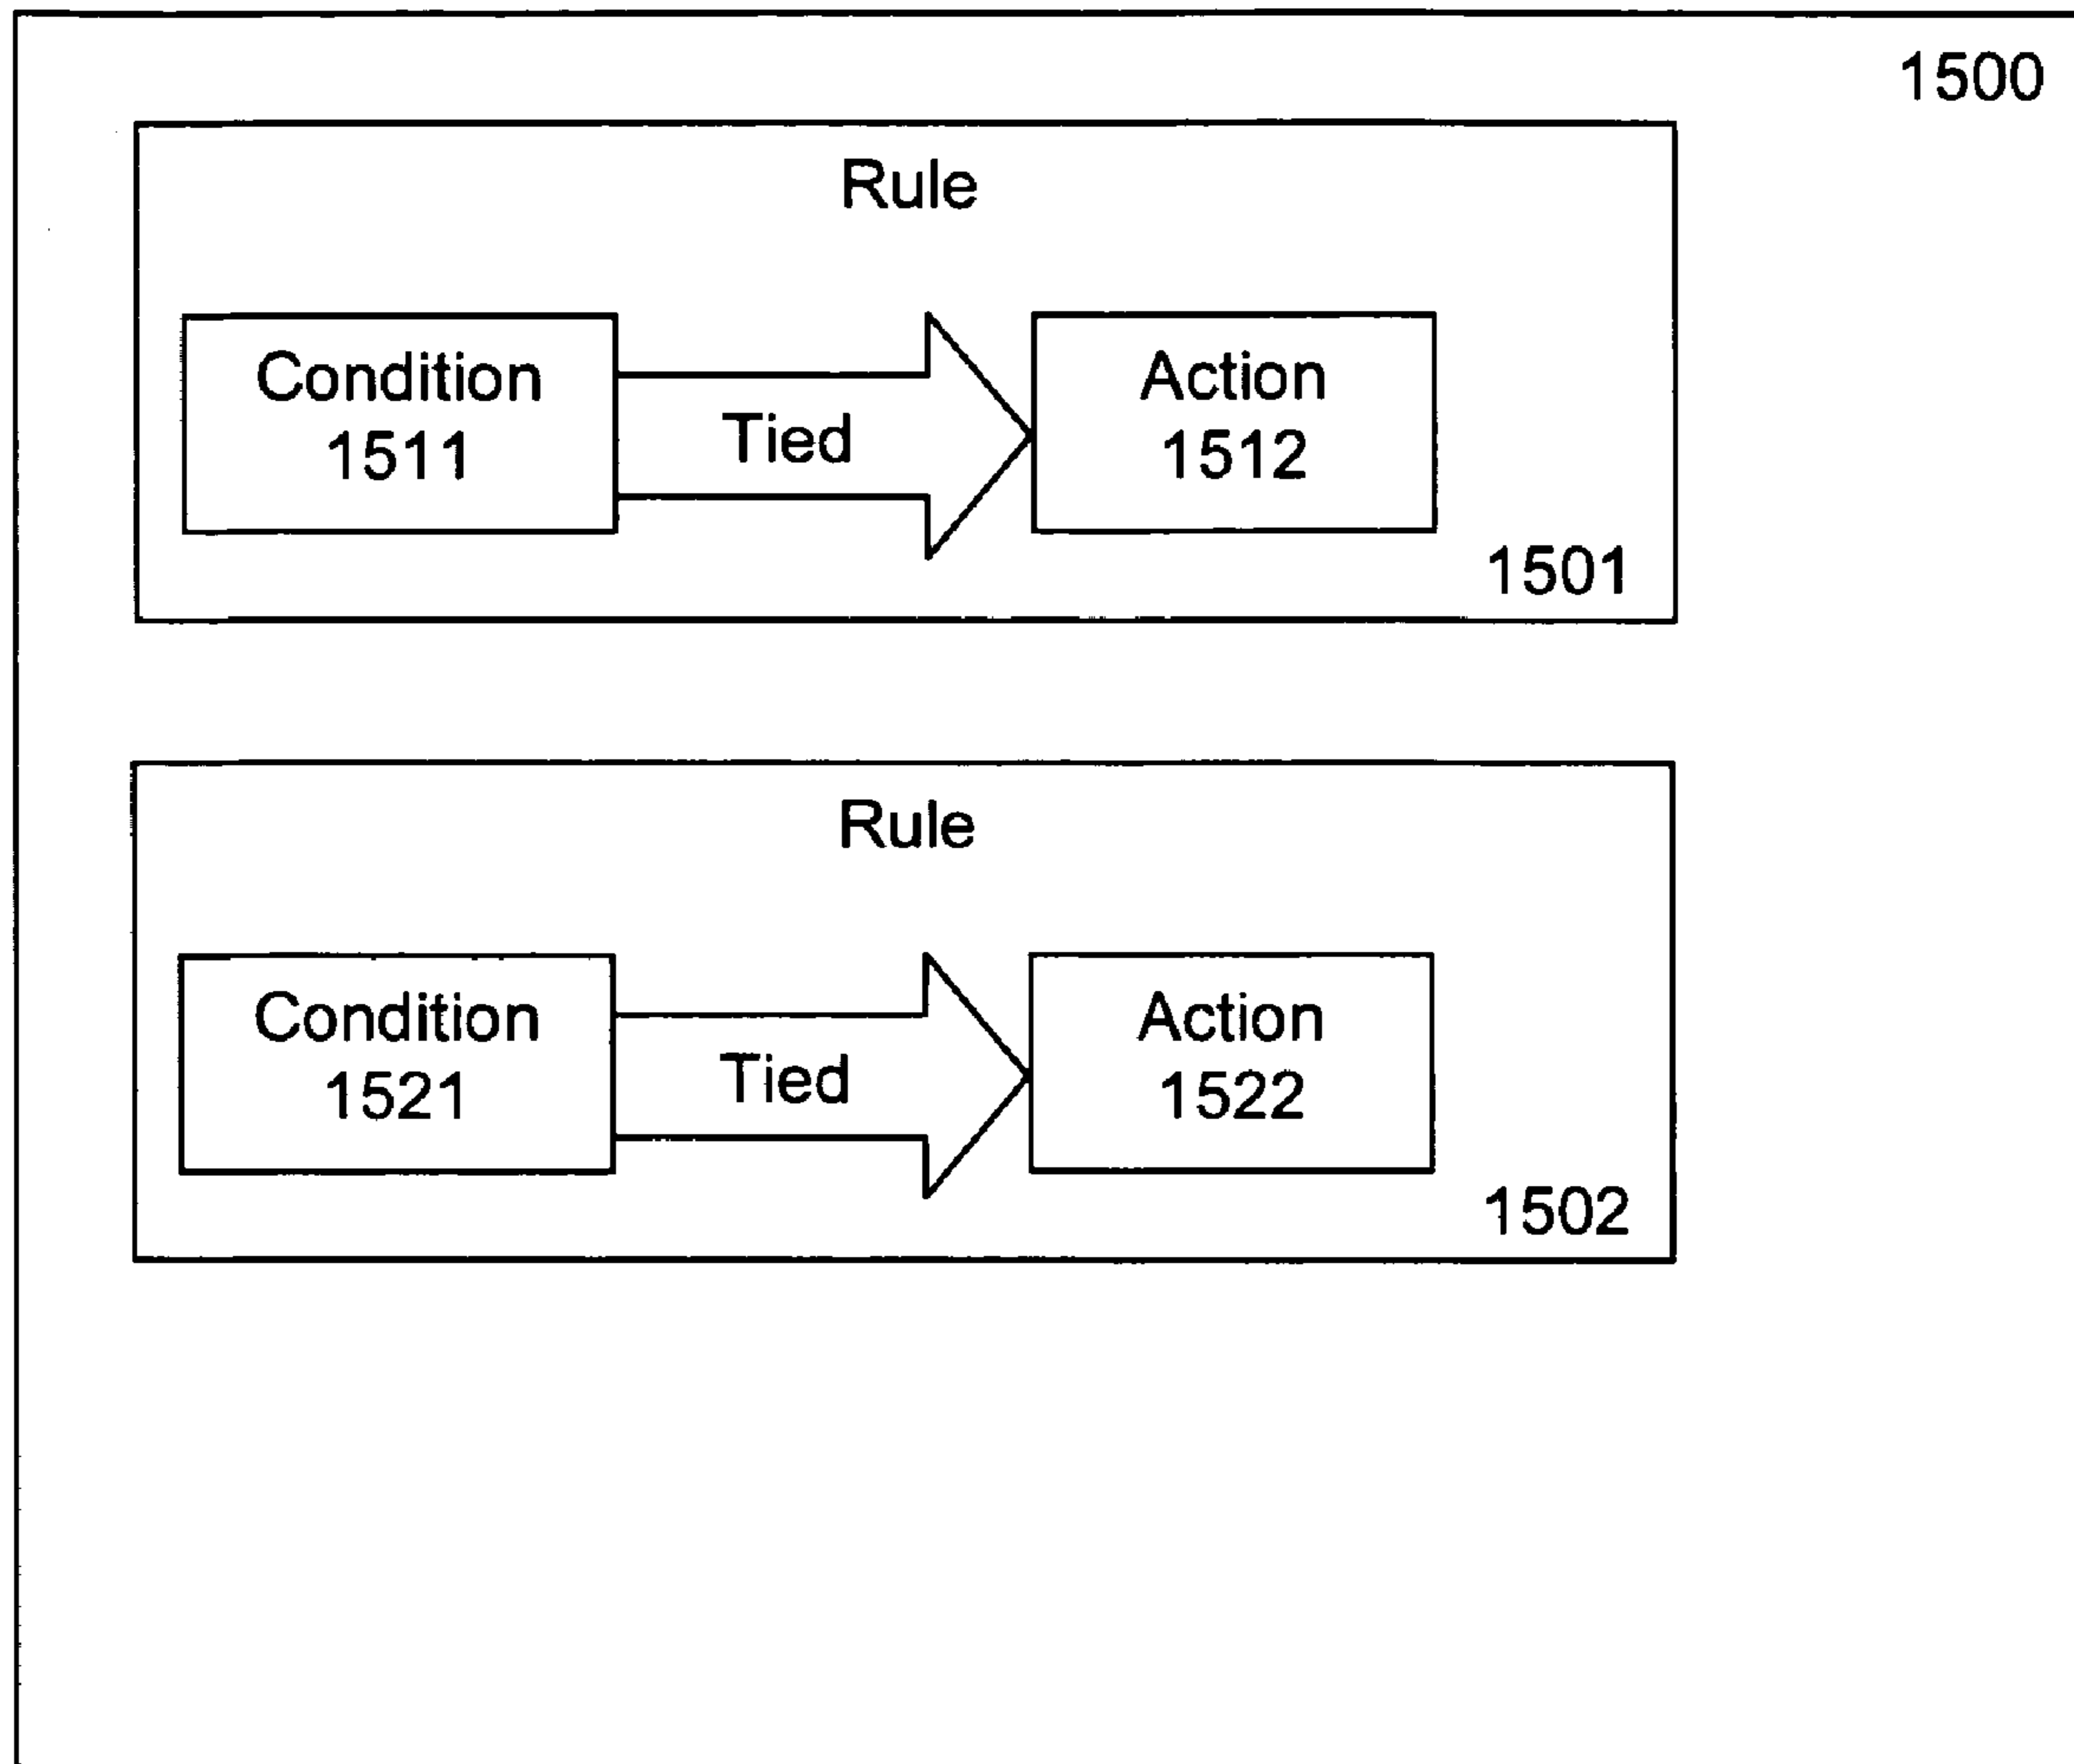 1500
Rule
Condition
1511
Tied
Action
1512
1501
Rule
Condition
1521
Tied
Action
1522
1502